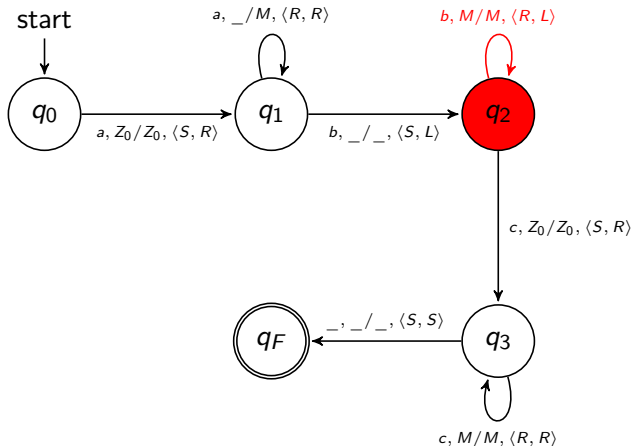 a, _/M, ⟨R, R⟩
b, M/M, ⟨R, L⟩
start
q0
q1
q2
a, Z0/Z0, ⟨S, R⟩
b, _/_, ⟨S, L⟩
c, Z0/Z0, ⟨S, R⟩
_, _/_, ⟨S, S⟩
qF
q3
c, M/M, ⟨R, R⟩